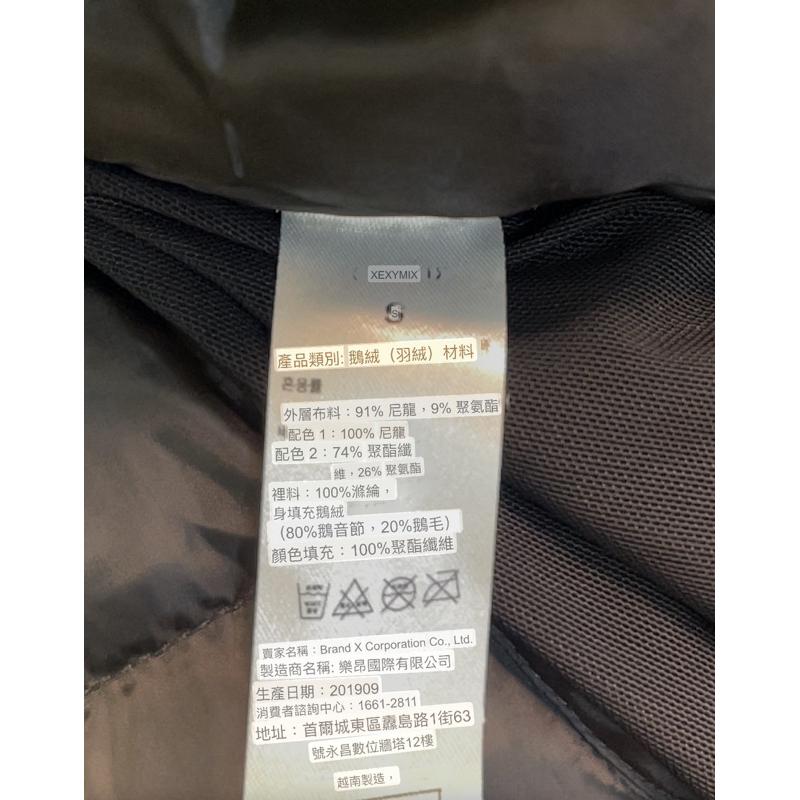 XEXYMIX
S
產品類別: 鵝絨（羽絨）材料
외층布料：91% 尼龍，9% 聚氨酯
配色 1：100% 尼龍
配色 2：74% 聚酯纖
維，26% 聚氨酯
裡料：100%滌綸，
身填充鵝絨
（80%鵝音節，20%鵝毛）
顏色填充：100%聚酯纖維
賣家名稱：Brand X Corporation Co., Ltd.
製造商名稱: 樂昂國際有限公司
生產日期：201909
消費者諮詢中心：1661-2811
地址：首爾城東區纛島路1街63
號永昌數位牆塔12樓
越南製造，